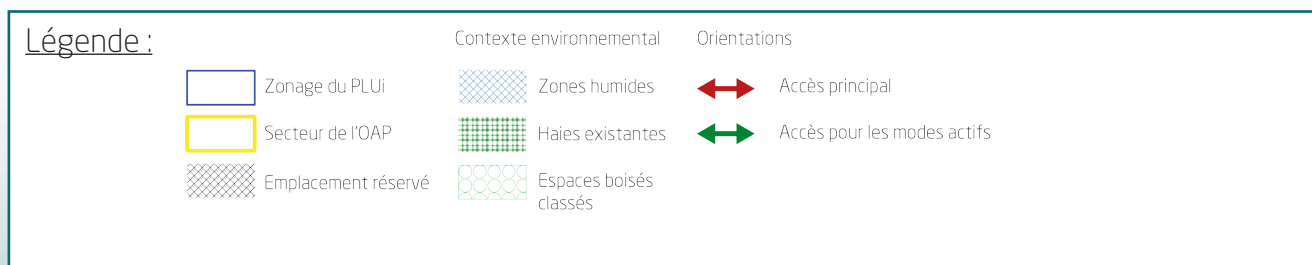 Légende :
Zonage du PLUi
Secteur de l'OAP
Emplacement réservé
Contexte environnemental
Zones humides
Haies existantes
Espaces boisés
classés
Orientations
Accès principal
Accès pour les modes actifs